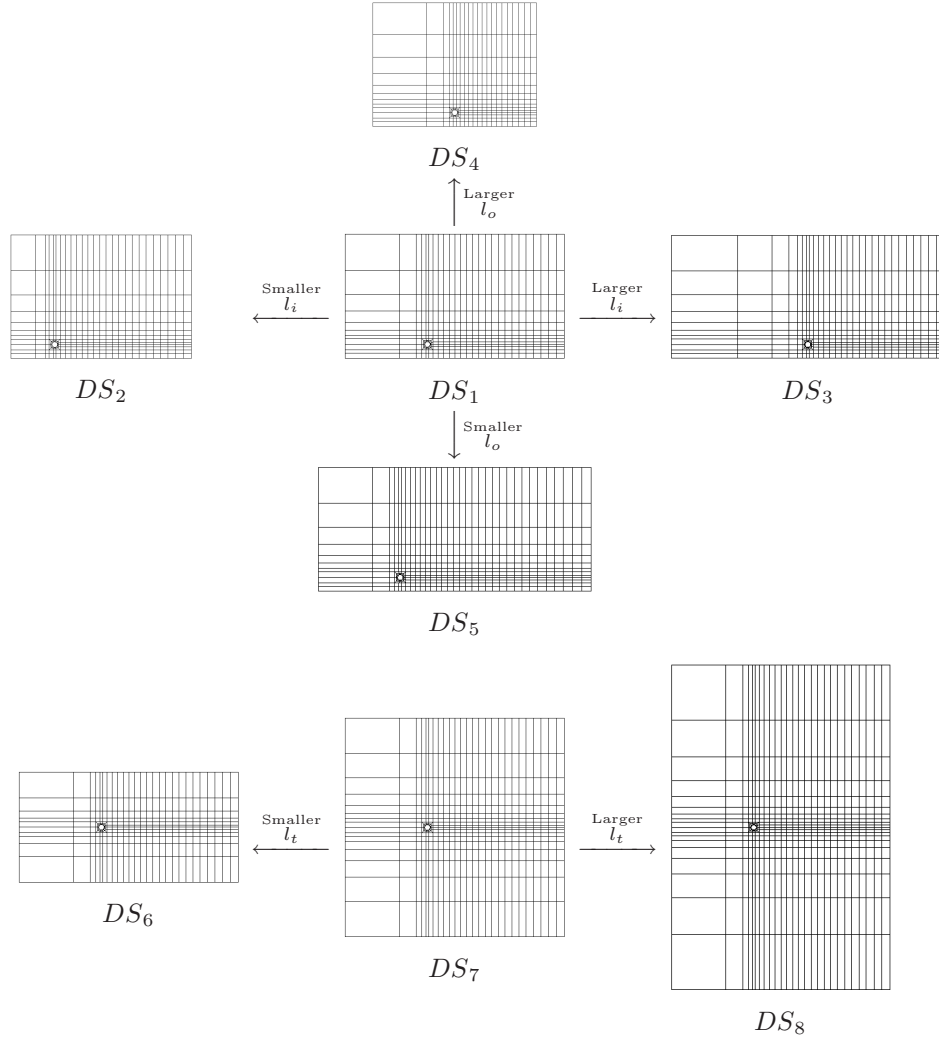 $DS_4$
Larger
$l_o$
Smaller
$l_i$
Larger
$l_i$
$DS_2$
$DS_1$
$DS_3$
Smaller
$l_o$
$DS_5$
Smaller
$l_t$
Larger
$l_t$
$DS_6$
$DS_7$
$DS_8$